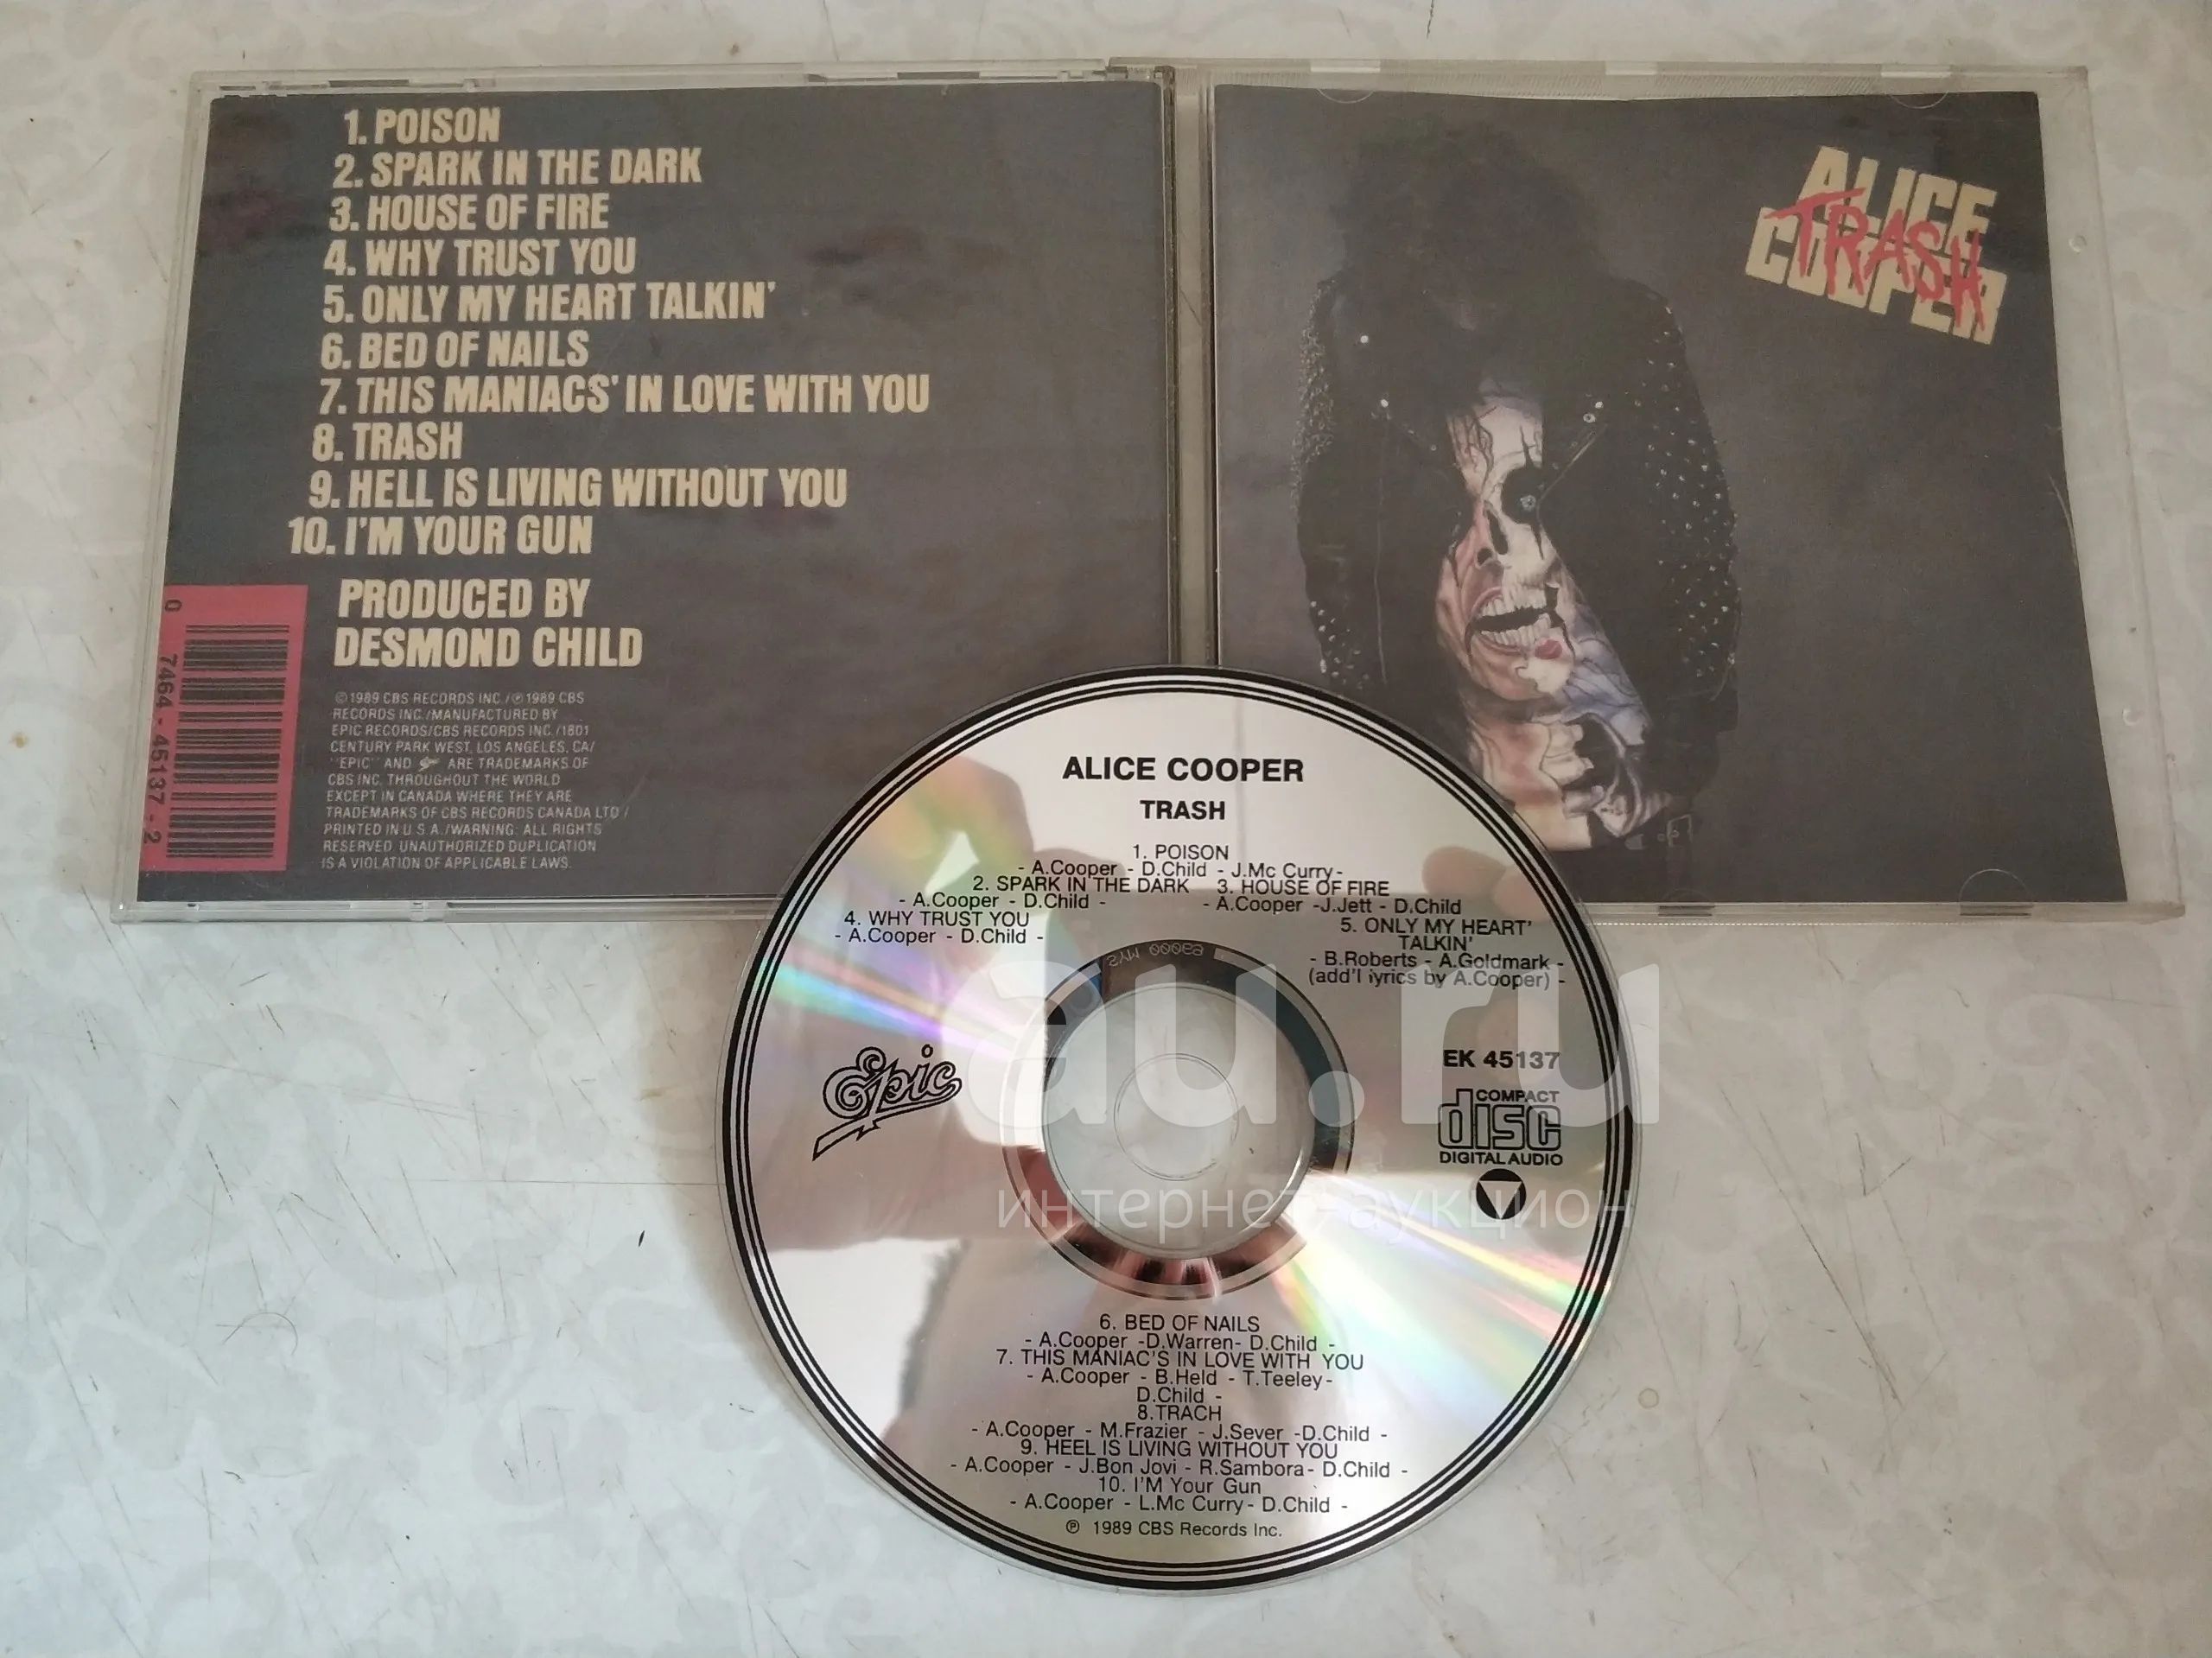 1. POISON
2. SPARK IN THE DARK
3. HOUSE OF FIRE
4. WHY TRUST YOU
5. ONLY MY HEART TALKIN'
6. BED OF NAILS
7. THIS MANIACS' IN LOVE WITH YOU
8. TRASH
9. HELL IS LIVING WITHOUT YOU
10. I'M YOUR GUN
PRODUCED BY
DESMOND CHILD
©1989 CBS RECORDS INC./℗1989 CBS
RECORDS INC./MANUFACTURED BY
EPIC RECORDS/CBS RECORDS INC./1801
CENTURY PARK WEST, LOS ANGELES, CA/
"EPIC" AND ARE TRADEMARKS OF
CBS INC. THROUGHOUT THE WORLD
EXCEPT IN CANADA WHERE THEY ARE
TRADEMARKS OF CBS RECORDS CANADA LTD./
PRINTED IN U.S.A./WARNING: ALL RIGHTS
RESERVED. UNAUTHORIZED DUPLICATION
IS A VIOLATION OF APPLICABLE LAWS.
0 7464-45137-2
ALICE
COOPER
TRASH
ALICE COOPER
TRASH
1. POISON
- A.Cooper - D.Child - J.Mc Curry-
2. SPARK IN THE DARK 3. HOUSE OF FIRE
- A.Cooper - D.Child - - A.Cooper -J.Jett - D.Child
4. WHY TRUST YOU
- A.Cooper - D.Child -
5. ONLY MY HEART'
TALKIN'
- B.Roberts - A.Goldmark -
(add'l iyrics by A.Cooper) -
Epic
EK 45137
COMPACT
disc
DIGITAL AUDIO
6. BED OF NAILS
- A.Cooper -D.Warren- D.Child -
7. THIS MANIAC'S IN LOVE WITH YOU
- A.Cooper - B.Held - T.Teeley-
D.Child -
8.TRACH
- A.Cooper - M.Frazier - J.Sever -D.Child -
9. HEEL IS LIVING WITHOUT YOU
- A.Cooper - J.Bon Jovi - R.Sambora- D.Child -
10. I'M Your Gun
- A.Cooper - L.Mc Curry- D.Child -
℗ 1989 CBS Records Inc.
au.ru
интернет-аукцион